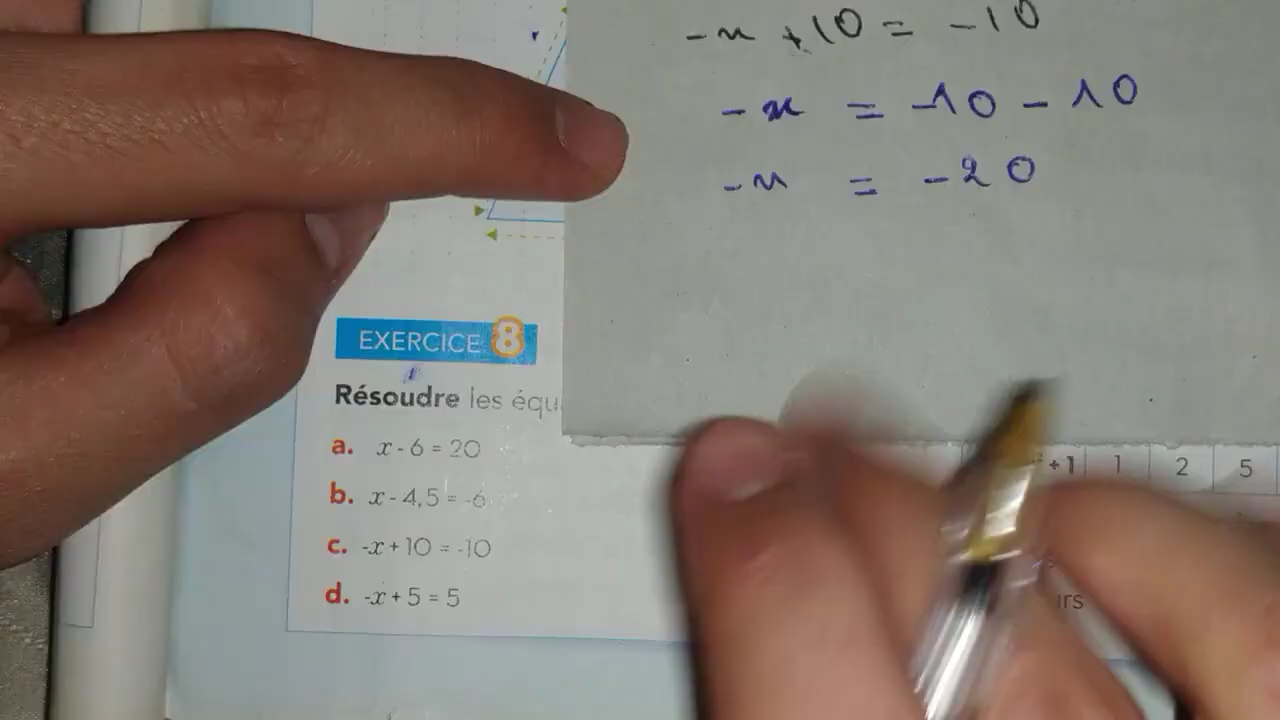 -x + 10 = -10
-x = -10 - 10
-x = -20
EXERCICE 8
Résoudre les équ
a. x - 6 = 20
b. x - 4,5 = -6
c. -x + 10 = -10
d. -x + 5 = 5
+1 1 2 5
irs